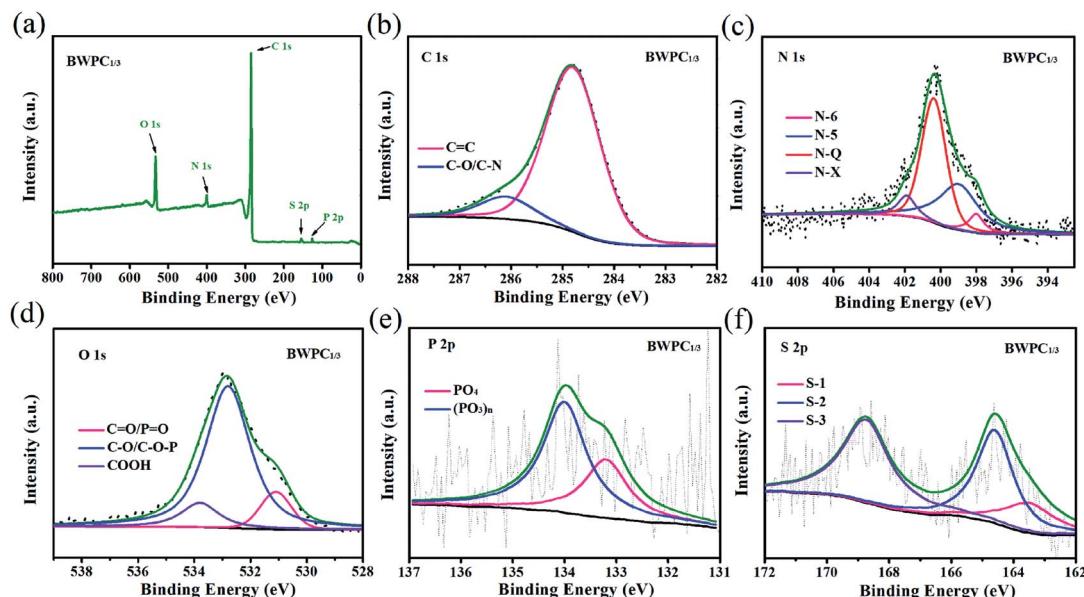 (a)
BWPC1/3
C 1s
O 1s
N 1s
S 2p
P 2p
Intensity (a.u.)
800 700 600 500 400 300 200 100 0
Binding Energy (eV)
(b)
C 1s
BWPC1/3
C=C
C-O/C-N
Intensity (a.u.)
288 287 286 285 284 283 282
Binding Energy (eV)
(c)
N 1s
BWPC1/3
N-6
N-5
N-Q
N-X
Intensity (a.u.)
410 408 406 404 402 400 398 396 394
Binding Energy (eV)
(d)
O 1s
BWPC1/3
C=O/P=O
C-O/C-O-P
COOH
Intensity (a.u.)
538 536 534 532 530 528
Binding Energy (eV)
(e)
P 2p
BWPC1/3
PO4
(PO3)n
Intensity (a.u.)
137 136 135 134 133 132 131
Binding Energy (eV)
(f)
S 2p
BWPC1/3
S-1
S-2
S-3
Intensity (a.u.)
172 170 168 166 164 162
Binding Energy (eV)